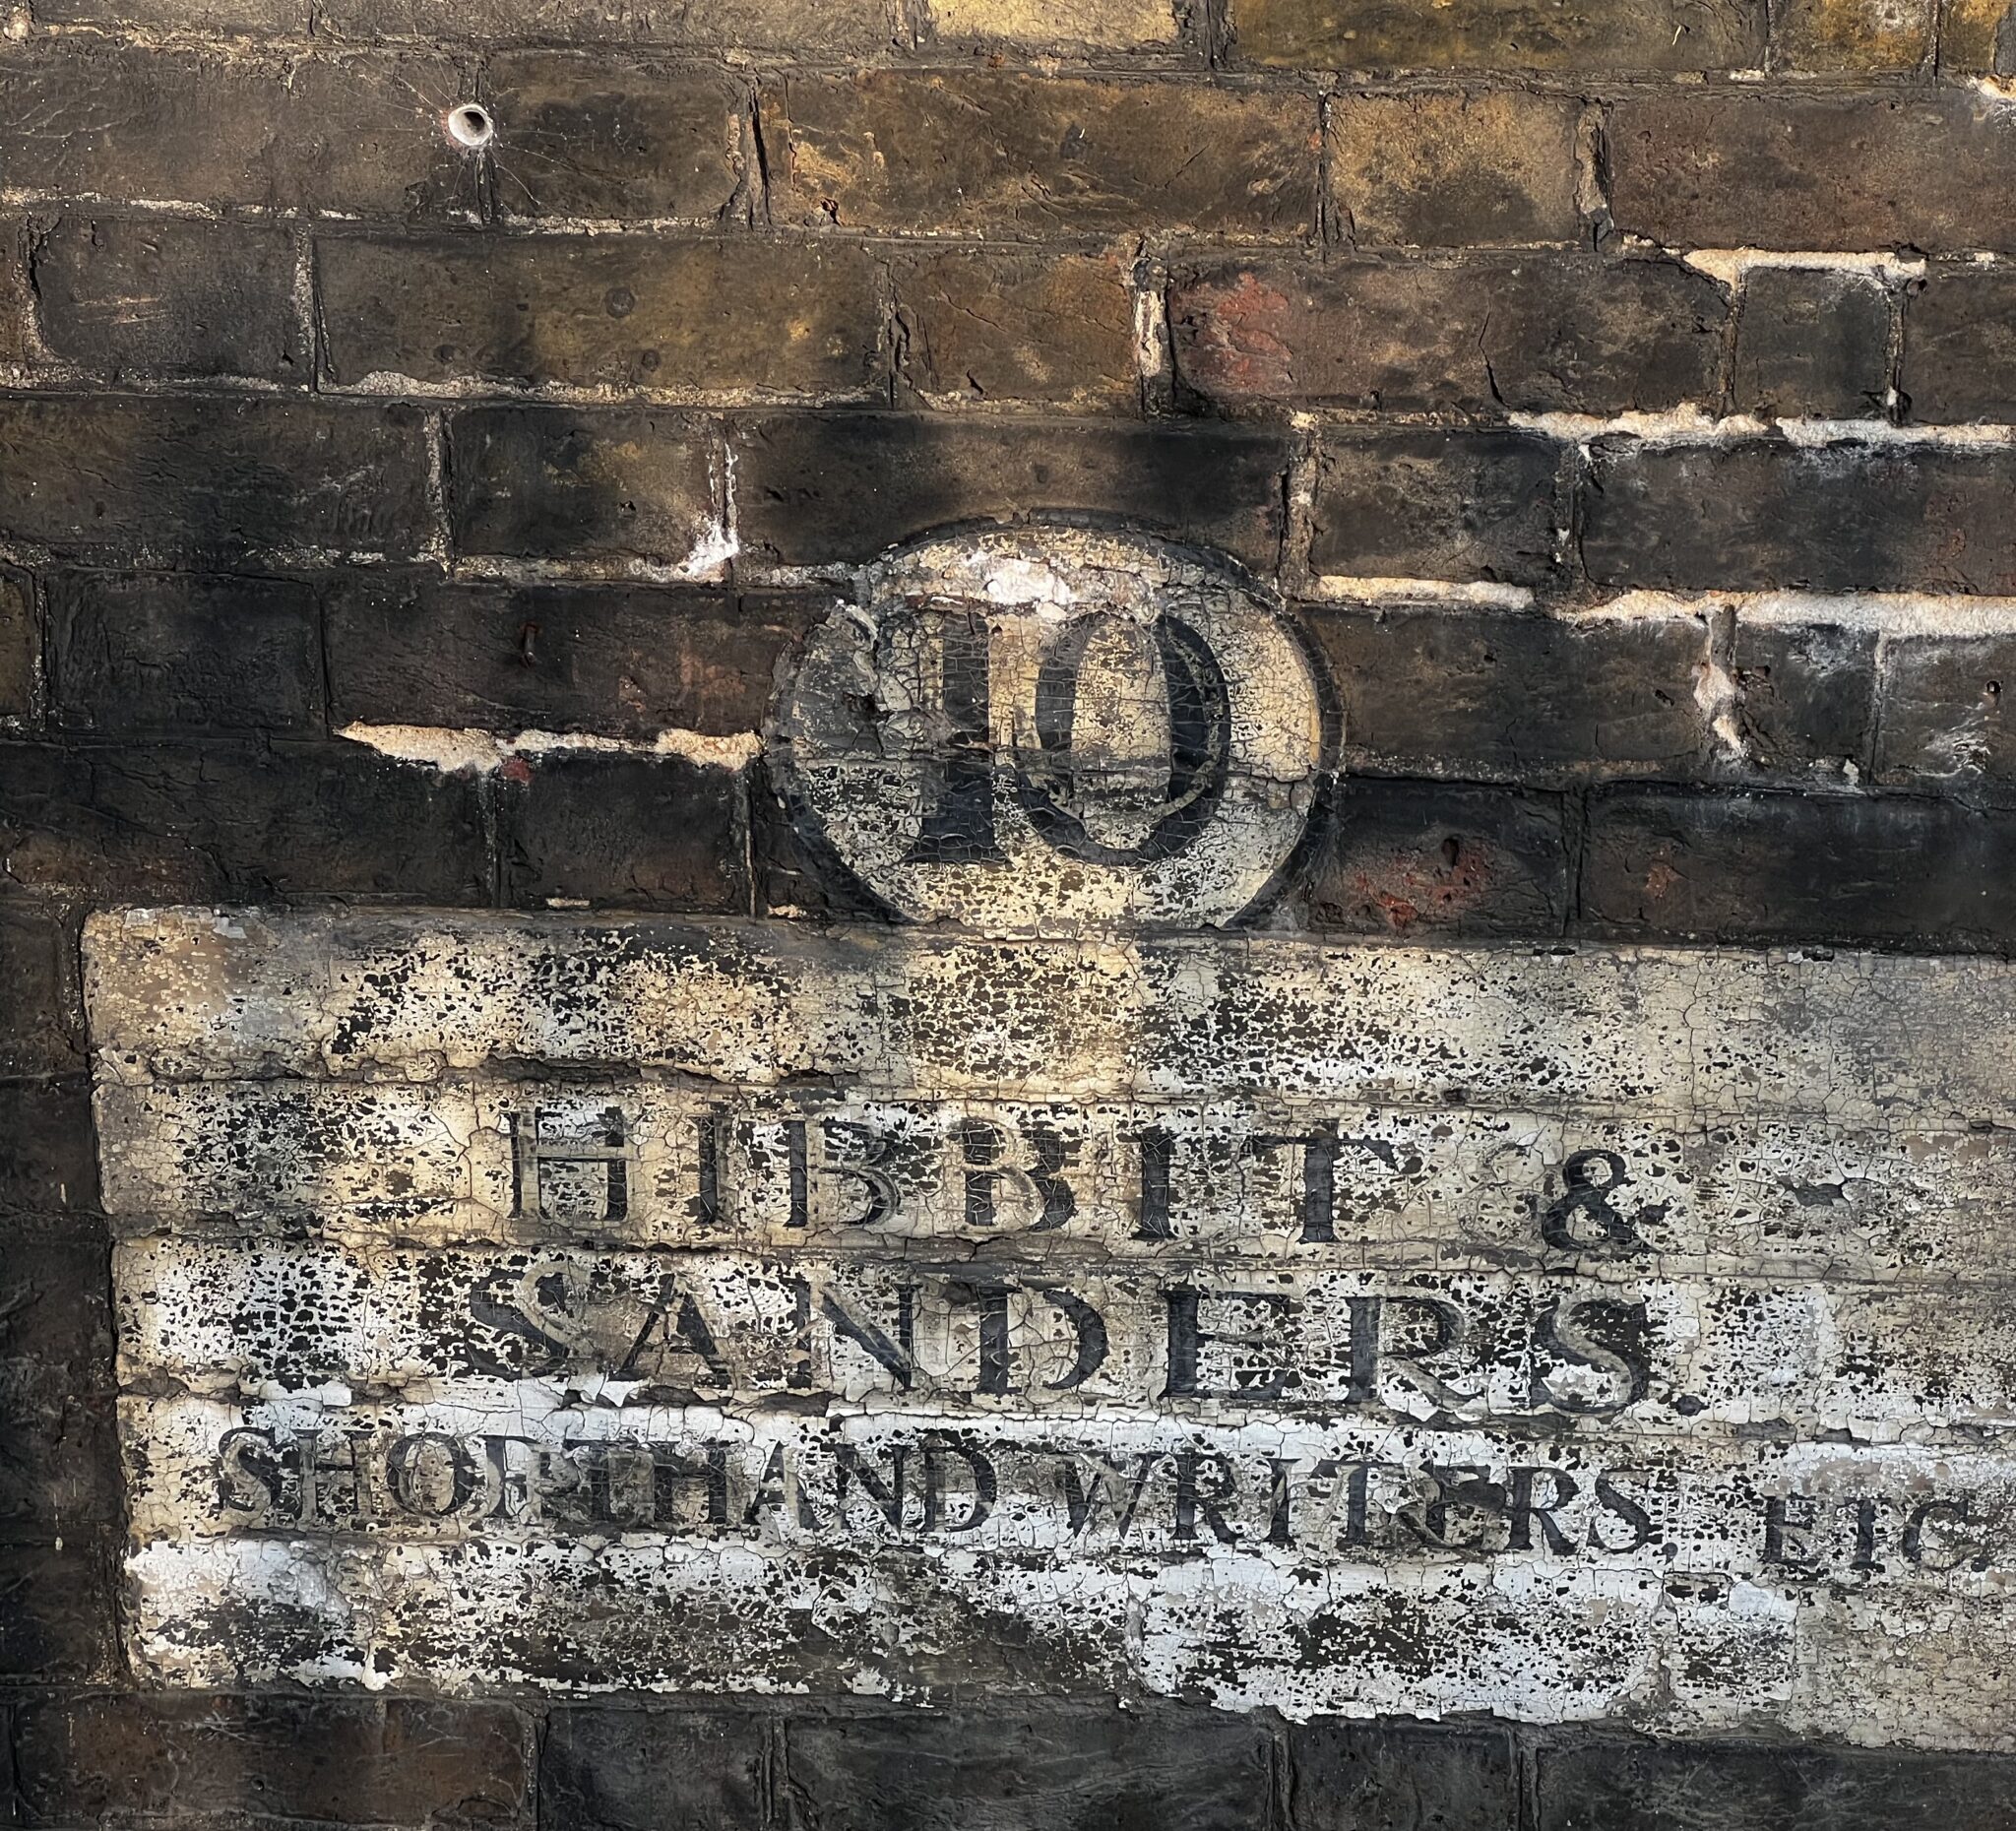 10
HIBBIT &
SANDERS.
SHORTHAND WRITERS, ETC.